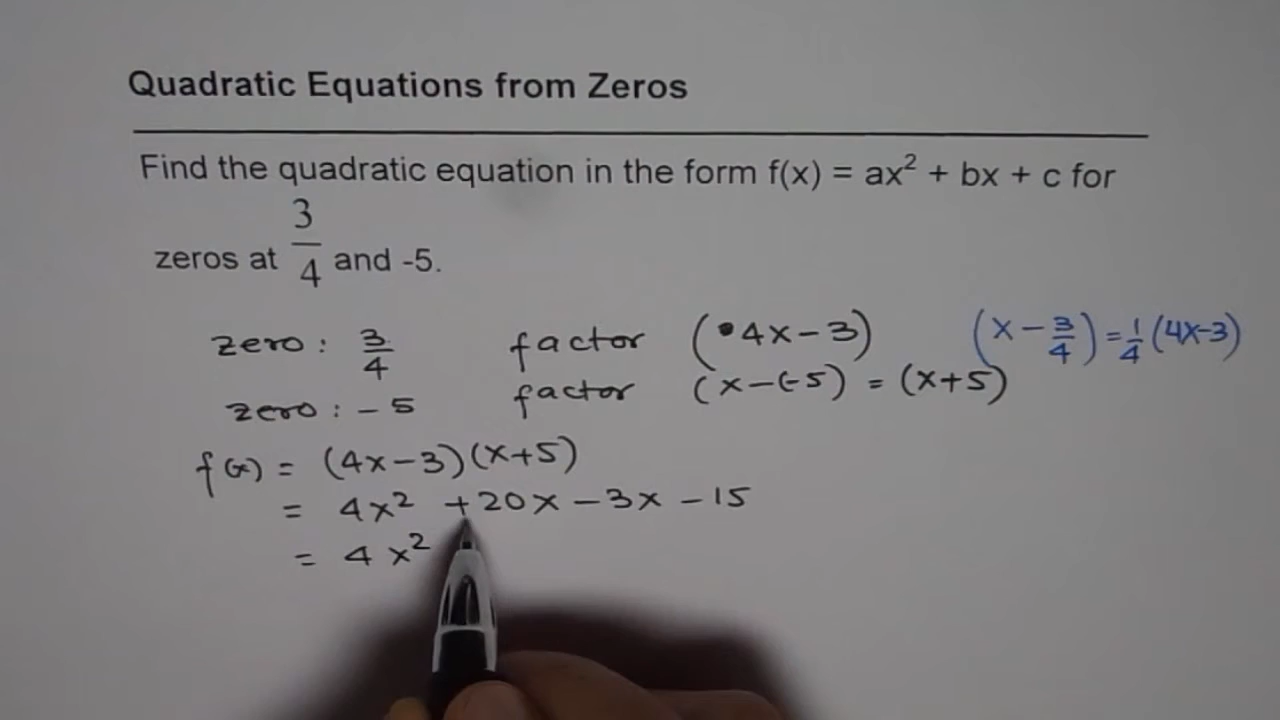 Quadratic Equations from Zeros
Find the quadratic equation in the form f(x) = ax² + bx + c for
zeros at 3/4 and -5.
zero : 3/4 factor (4x-3) (x-3/4)=1/4(4x-3)
zero : -5 factor (x-(-5) = (x+5)
f(x) = (4x-3)(x+5)
= 4x² +20x -3x -15
= 4x²